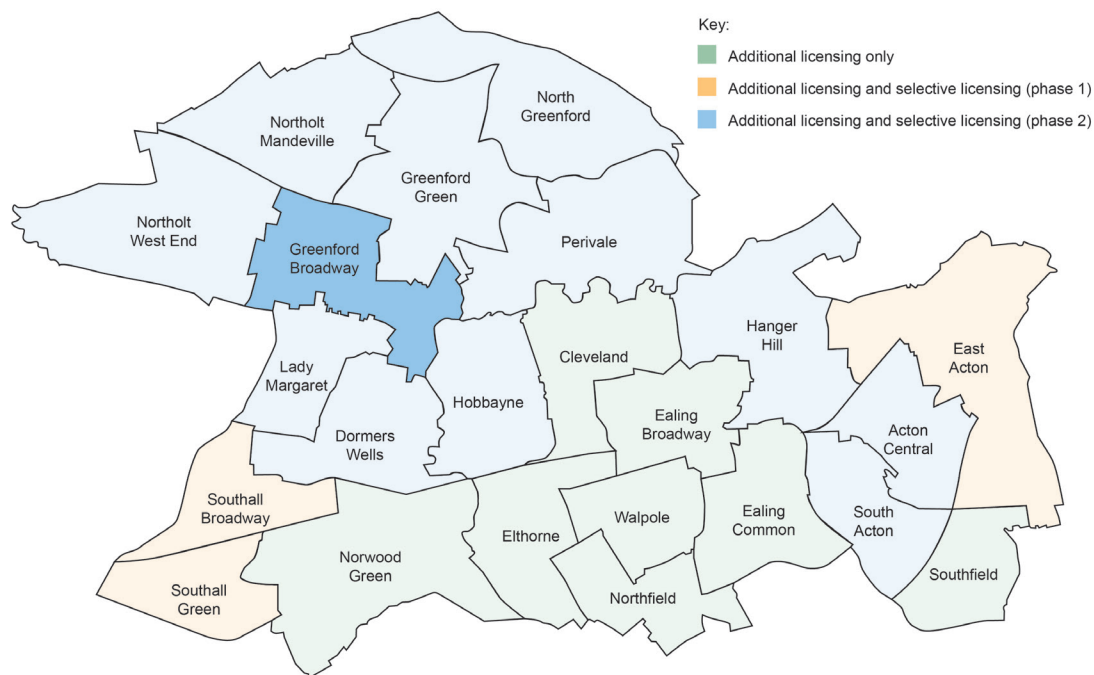 Key:
Additional licensing only
Additional licensing and selective licensing (phase 1)
Additional licensing and selective licensing (phase 2)
North
Greenford
Northolt
Mandeville
Greenford
Green
Northolt
West End
Greenford
Broadway
Perivale
Hanger
Hill
East
Acton
Cleveland
Lady
Margaret
Hobbayne
Ealing
Broadway
Acton
Central
Dormers
Wells
Southall
Broadway
Walpole
Ealing
Common
South
Acton
Elthorne
Norwood
Green
Southall
Green
Northfield
Southfield